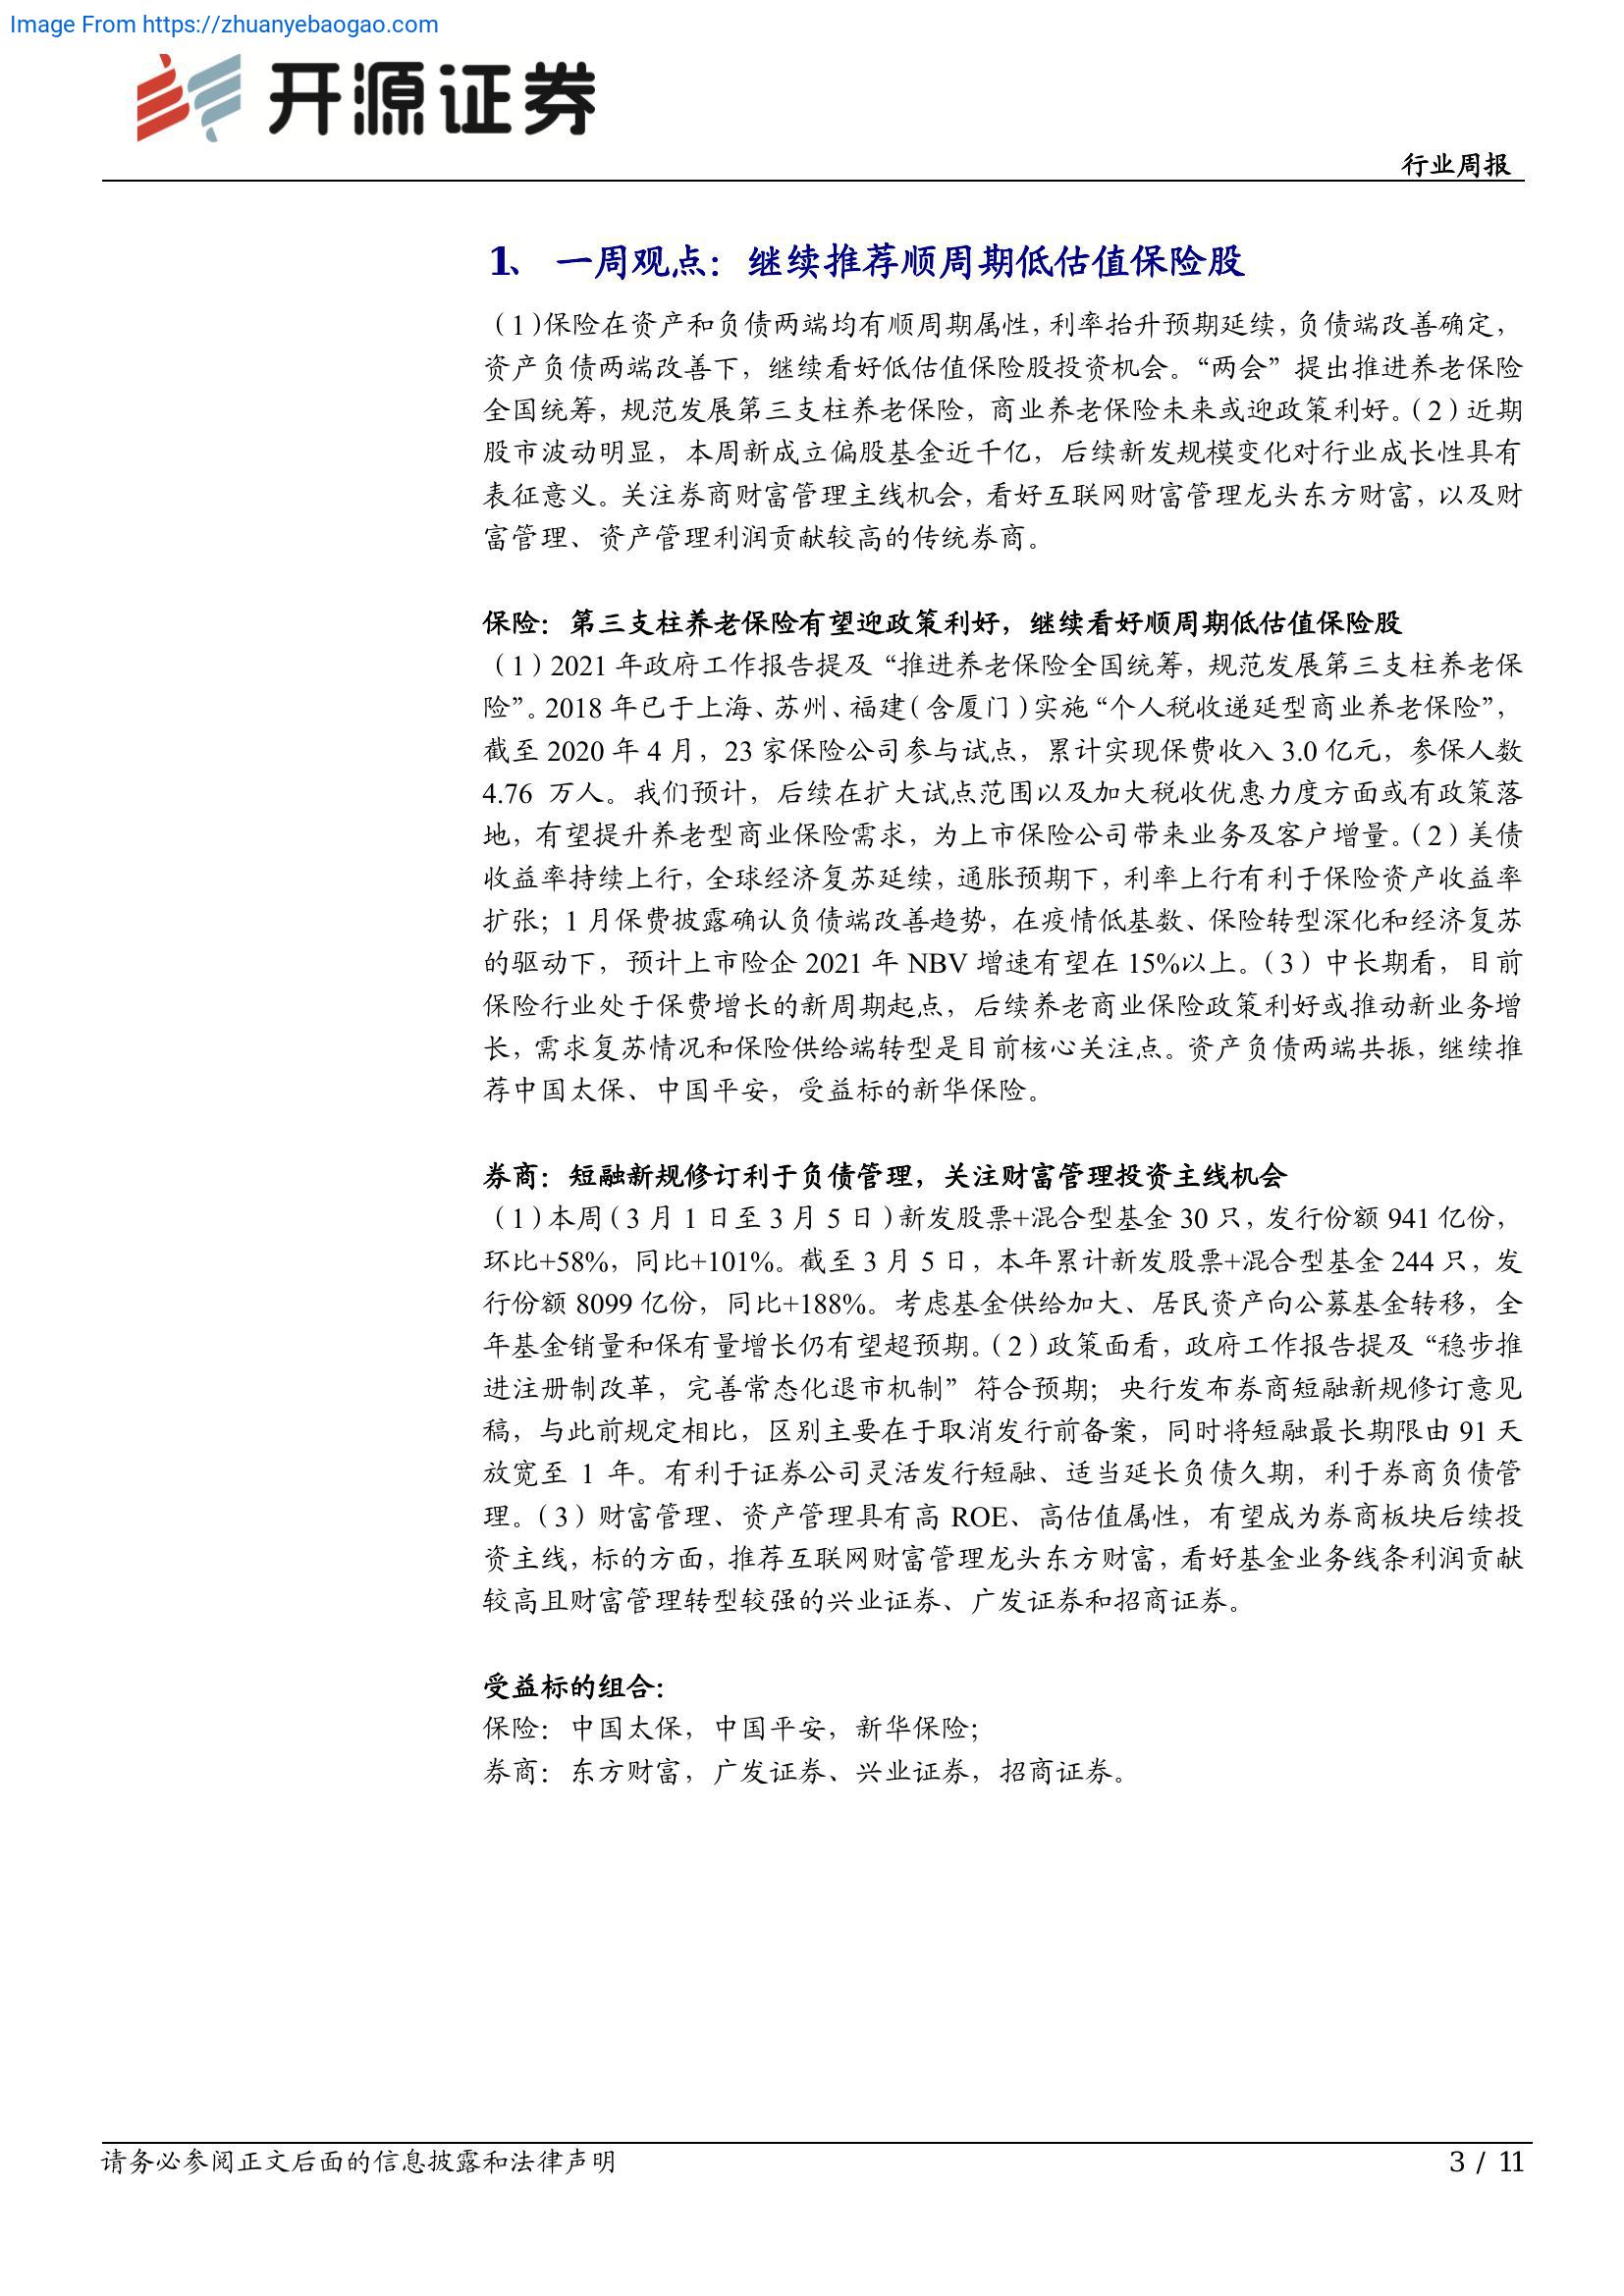 Image From https://zhuanyebaogao.com
开源证券
行业周报
1、 一周观点：继续推荐顺周期低估值保险股
（1）保险在资产和负债两端均有顺周期属性，利率抬升预期延续，负债端改善确定，
资产负债两端改善下，继续看好低估值保险股投资机会。“两会”提出推进养老保险
全国统筹，规范发展第三支柱养老保险，商业养老保险未来或迎政策利好。（2）近期
股市波动明显，本周新成立偏股基金近千亿，后续新发规模变化对行业成长性具有
表征意义。关注券商财富管理主线机会，看好互联网财富管理龙头东方财富，以及财
富管理、资产管理利润贡献较高的传统券商。
保险：第三支柱养老保险有望迎政策利好，继续看好顺周期低估值保险股
（1）2021 年政府工作报告提及“推进养老保险全国统筹，规范发展第三支柱养老保
险”。2018 年已于上海、苏州、福建（含厦门）实施“个人税收递延型商业养老保险”，
截至 2020 年 4 月，23 家保险公司参与试点，累计实现保费收入 3.0 亿元，参保人数
4.76 万人。我们预计，后续在扩大试点范围以及加大税收优惠力度方面或有政策落
地，有望提升养老型商业保险需求，为上市保险公司带来业务及客户增量。（2）美债
收益率持续上行，全球经济复苏延续，通胀预期下，利率上行有利于保险资产收益率
扩张；1 月保费披露确认负债端改善趋势，在疫情低基数、保险转型深化和经济复苏
的驱动下，预计上市险企 2021 年 NBV 增速有望在 15%以上。（3）中长期看，目前
保险行业处于保费增长的新周期起点，后续养老商业保险政策利好或推动新业务增
长，需求复苏情况和保险供给端转型是目前核心关注点。资产负债两端共振，继续推
荐中国太保、中国平安，受益标的新华保险。
券商：短融新规修订利于负债管理，关注财富管理投资主线机会
（1）本周（3 月 1 日至 3 月 5 日）新发股票+混合型基金 30 只，发行份额 941 亿份，
环比+58%，同比+101%。截至 3 月 5 日，本年累计新发股票+混合型基金 244 只，发
行份额 8099 亿份，同比+188%。考虑基金供给加大、居民资产向公募基金转移，全
年基金销量和保有量增长仍有望超预期。（2）政策面看，政府工作报告提及“稳步推
进注册制改革，完善常态化退市机制”符合预期；央行发布券商短融新规修订意见
稿，与此前规定相比，区别主要在于取消发行前备案，同时将短融最长期限由 91 天
放宽至 1 年。有利于证券公司灵活发行短融、适当延长负债久期，利于券商负债管
理。（3）财富管理、资产管理具有高 ROE、高估值属性，有望成为券商板块后续投
资主线，标的方面，推荐互联网财富管理龙头东方财富，看好基金业务线条利润贡献
较高且财富管理转型较强的兴业证券、广发证券和招商证券。
受益标的组合：
保险：中国太保，中国平安，新华保险；
券商：东方财富，广发证券、兴业证券，招商证券。
请务必参阅正文后面的信息披露和法律声明
3 / 11